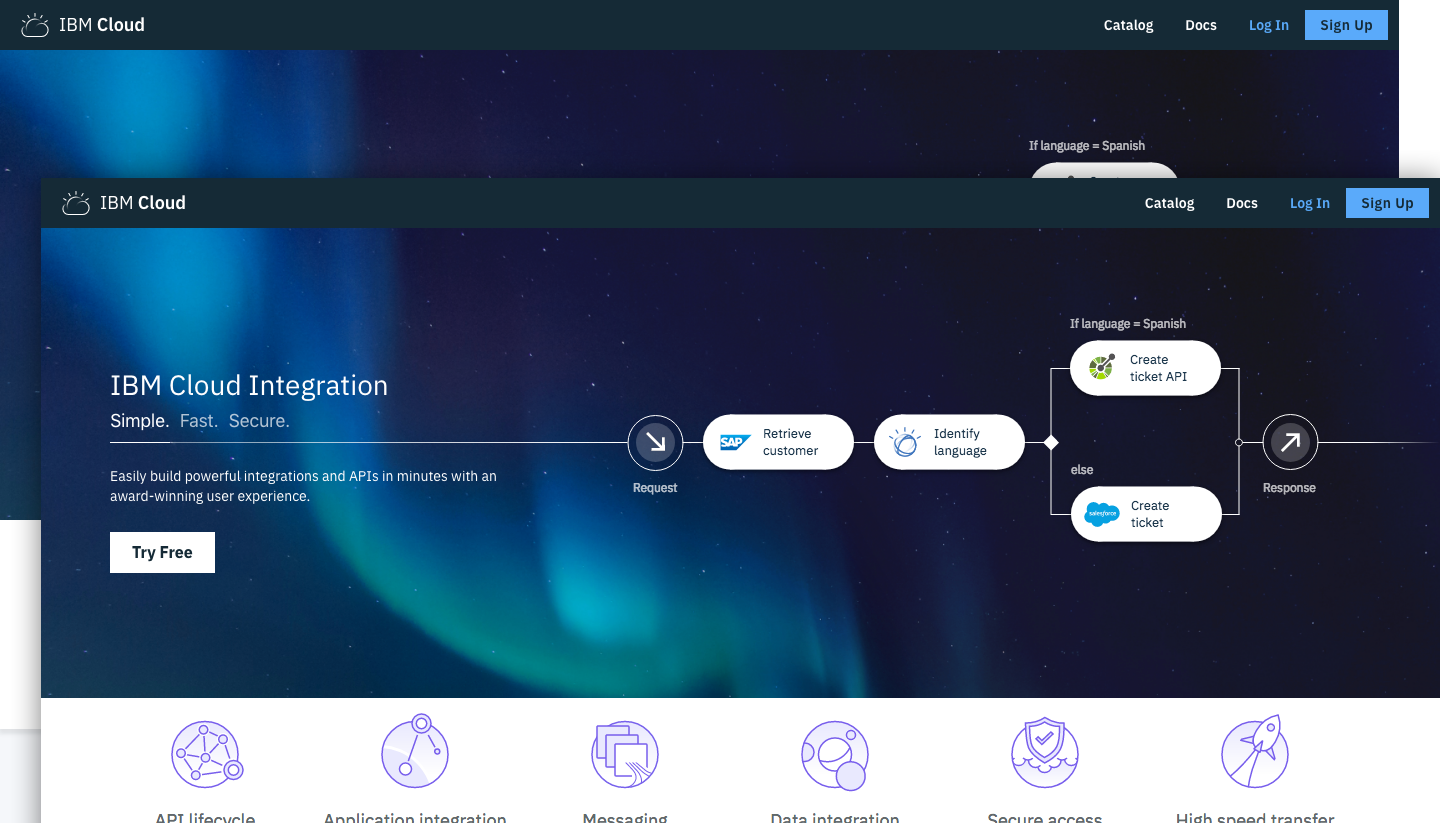 IBM Cloud
Catalog
Docs
Log In
Sign Up
If language = Spanish
IBM Cloud
Catalog
Docs
Log In
Sign Up
If language = Spanish
Create
ticket API
IBM Cloud Integration
Simple. Fast. Secure.
SAP
Retrieve
customer
Identify
language
else
Request
Response
Easily build powerful integrations and APIs in minutes with an
award-winning user experience.
salesforce
Create
ticket
Try Free
API lifecycle
Application integration
Messaging
Data integration
Secure access
High speed transfer